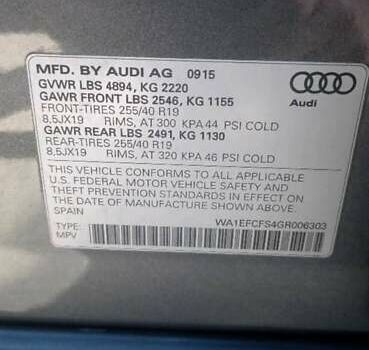 MFD. BY AUDI AG 0915
GVWR LBS 4894, KG 2220
GAWR FRONT LBS 2546, KG 1155
FRONT-TIRES 255/40 R19
8,5JX19 RIMS, AT 300 KPA 44 PSI COLD
GAWR REAR LBS 2491, KG 1130
REAR-TIRES 255/40 R19
8,5JX19 RIMS, AT 320 KPA 46 PSI COLD
Audi
THIS VEHICLE CONFORMS TO ALL APPLICABLE
U.S. FEDERAL MOTOR VEHICLE SAFETY AND
THEFT PREVENTION STANDARDS IN EFFECT ON
THE DATE OF MANUFACTURE SHOWN ABOVE.
SPAIN
TYPE: WA1EFCFS4GR006303
MPV